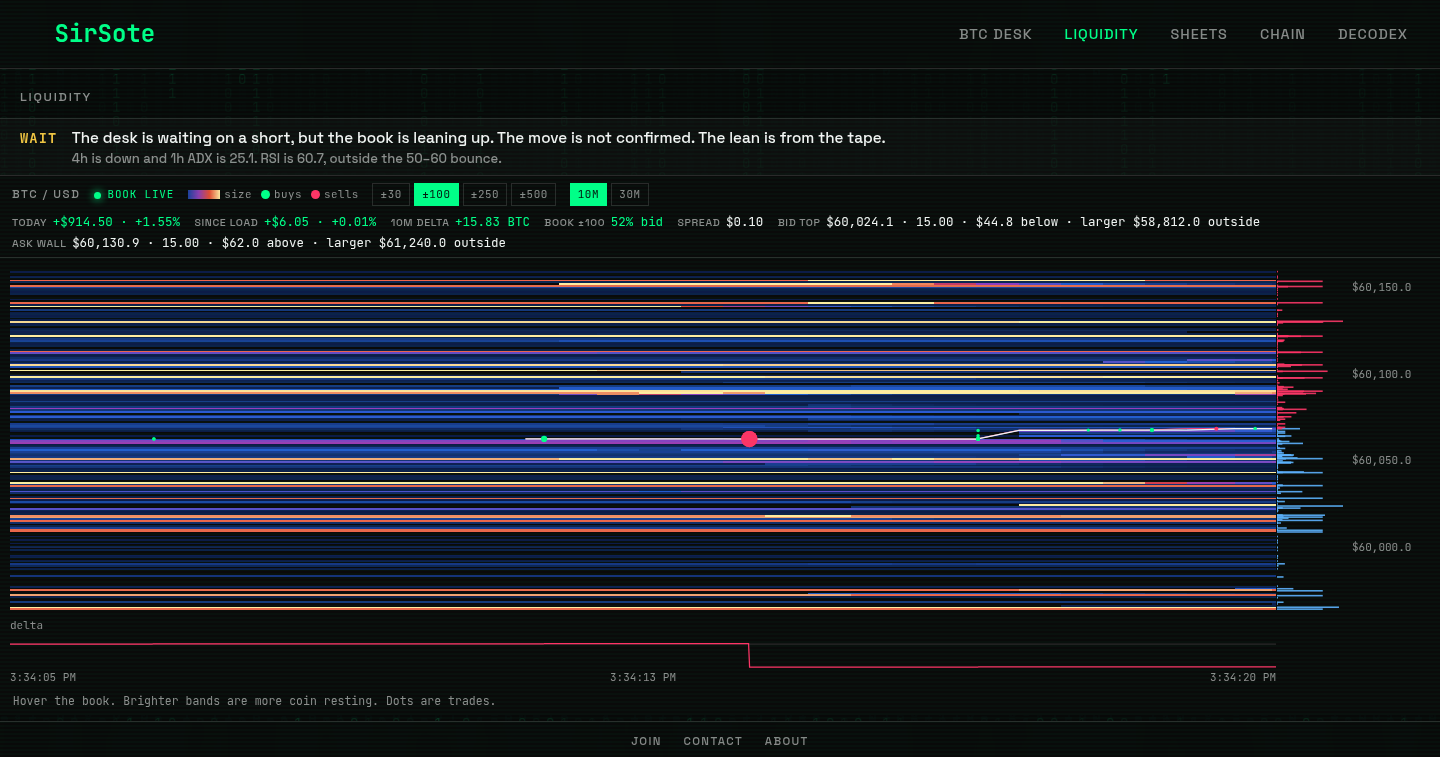 SirSote
BTC DESK LIQUIDITY SHEETS CHAIN DECODEX
LIQUIDITY
WAIT The desk is waiting on a short, but the book is leaning up. The move is not confirmed. The lean is from the tape.
4h is down and 1h ADX is 25.1. RSI is 60.7, outside the 50–60 bounce.
BTC / USD BOOK LIVE size buys sells ±30 ±100 ±250 ±500 10M 30M
TODAY +$914.50 · +1.55% SINCE LOAD +$6.05 · +0.01% 10M DELTA +15.83 BTC BOOK ±100 52% bid SPREAD $0.10 BID TOP $60,024.1 · 15.00 · $44.8 below · larger $58,812.0 outside
ASK WALL $60,130.9 · 15.00 · $62.0 above · larger $61,240.0 outside
$60,150.0
$60,100.0
$60,050.0
$60,000.0
delta
3:34:05 PM 3:34:13 PM 3:34:20 PM
Hover the book. Brighter bands are more coin resting. Dots are trades.
JOIN CONTACT ABOUT